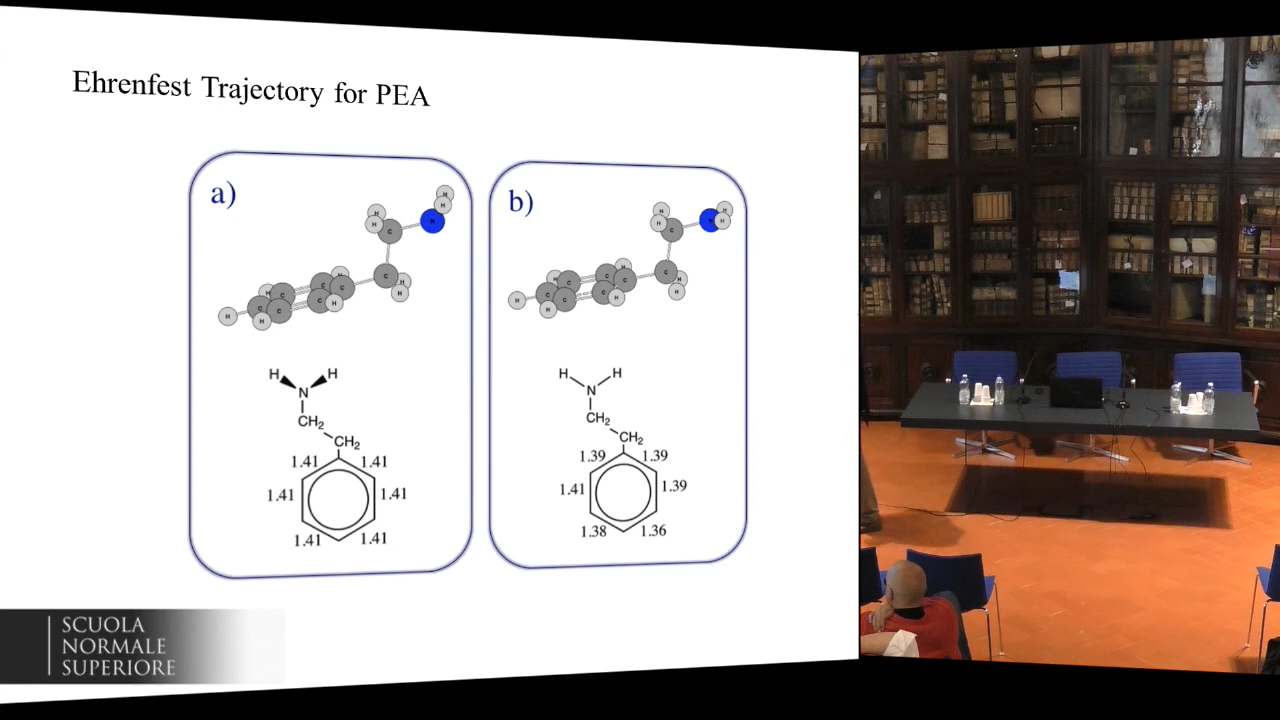 Ehrenfest Trajectory for PEA
a)
b)
H H
N
CH2
CH2
1.41 1.41
1.41 1.41
1.41 1.41
H H
N
CH2
CH2
1.39 1.39
1.41 1.39
1.38 1.36
SCUOLA
NORMALE
SUPERIORE